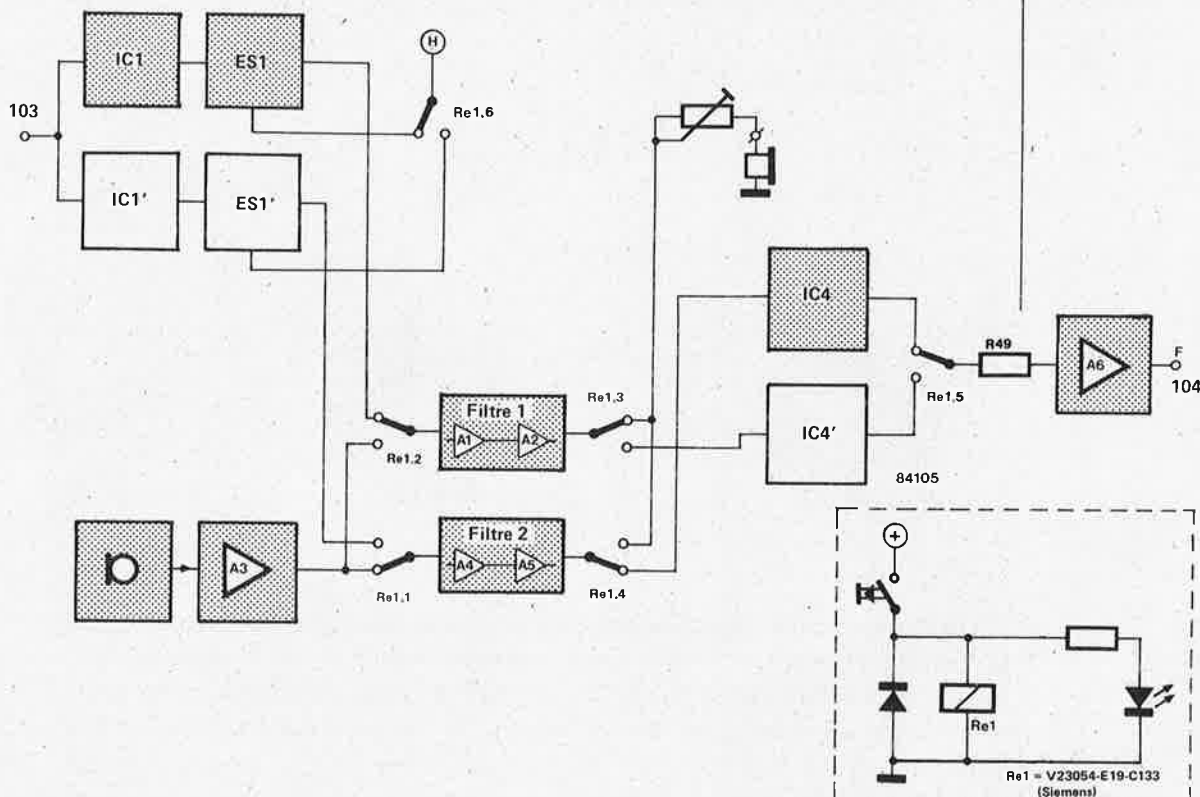 IC1
ES1
H
Re1,6
103
IC1'
ES1'
IC4
R49
A6
F
104
Re1,5
Filtre 1
A1
A2
Re1,3
Re1,2
IC4'
84105
Filtre 2
A4
A5
A3
Re1,1
Re1,4
+
Re1
Re1 = V23054-E19-C133
(Siemens)